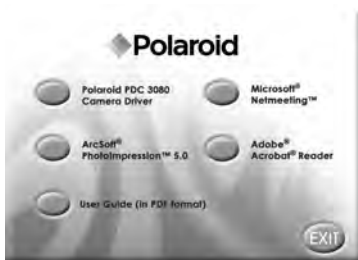 Polaroid
Polaroid PDC 3080
Camera Driver
Microsoft®
Netmeeting™
ArcSoft®
PhotoImpression™ 5.0
Adobe®
Acrobat® Reader
User Guide (in PDF format)
EXIT